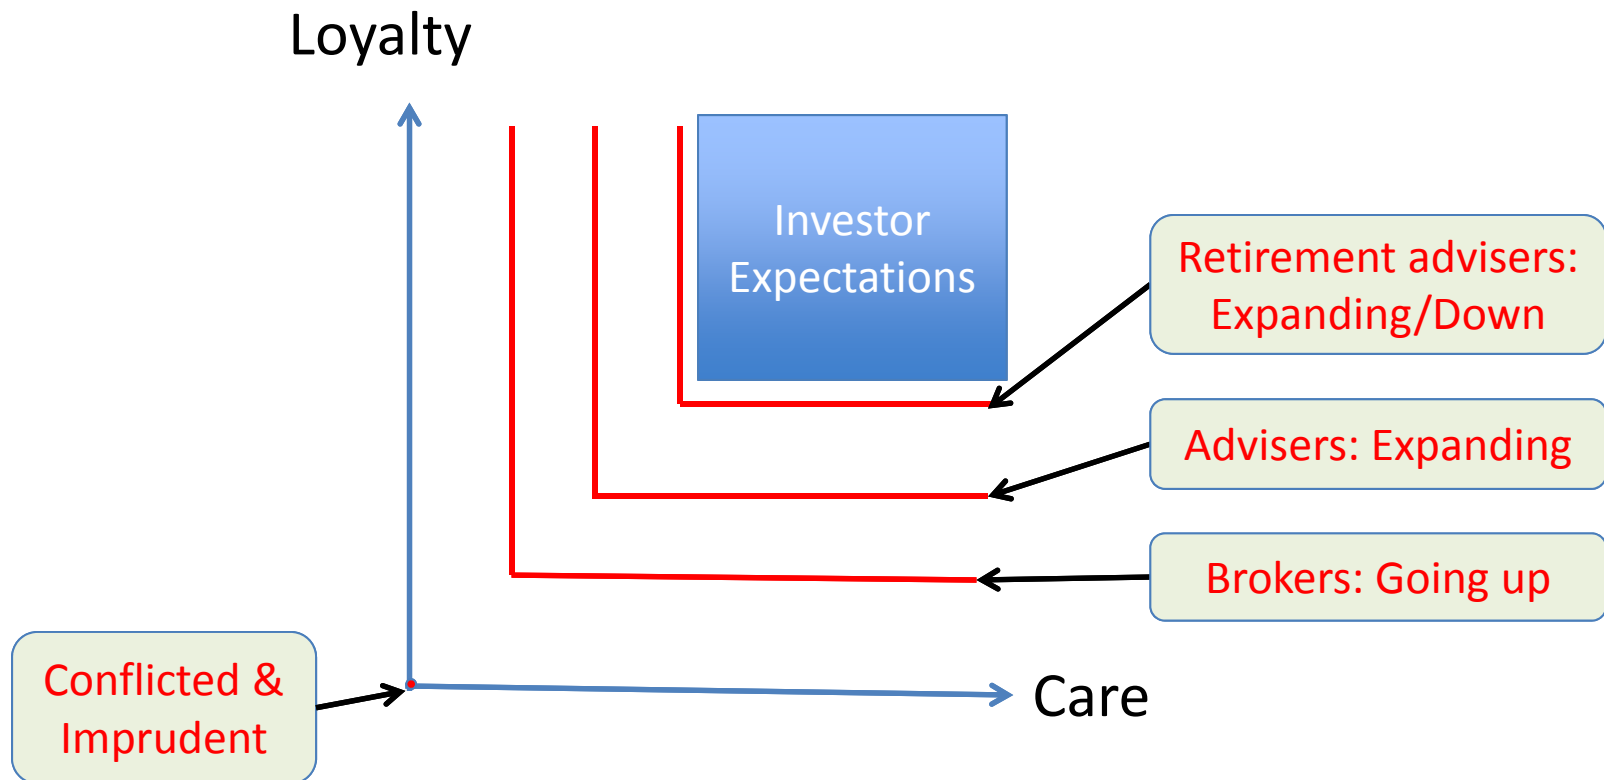 Loyalty
Investor
Expectations
Retirement advisers:
Expanding/Down
Advisers: Expanding
Brokers: Going up
Conflicted &
Imprudent
Care